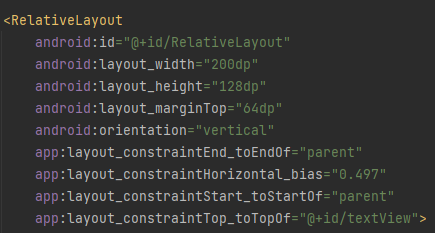 <RelativeLayout
android:id="@+id/RelativeLayout"
android:layout_width="200dp"
android:layout_height="128dp"
android:layout_marginTop="64dp"
android:orientation="vertical"
app:layout_constraintEnd_toEndOf="parent"
app:layout_constraintHorizontal_bias="0.497"
app:layout_constraintStart_toStartOf="parent"
app:layout_constraintTop_toTopOf="@+id/textView">